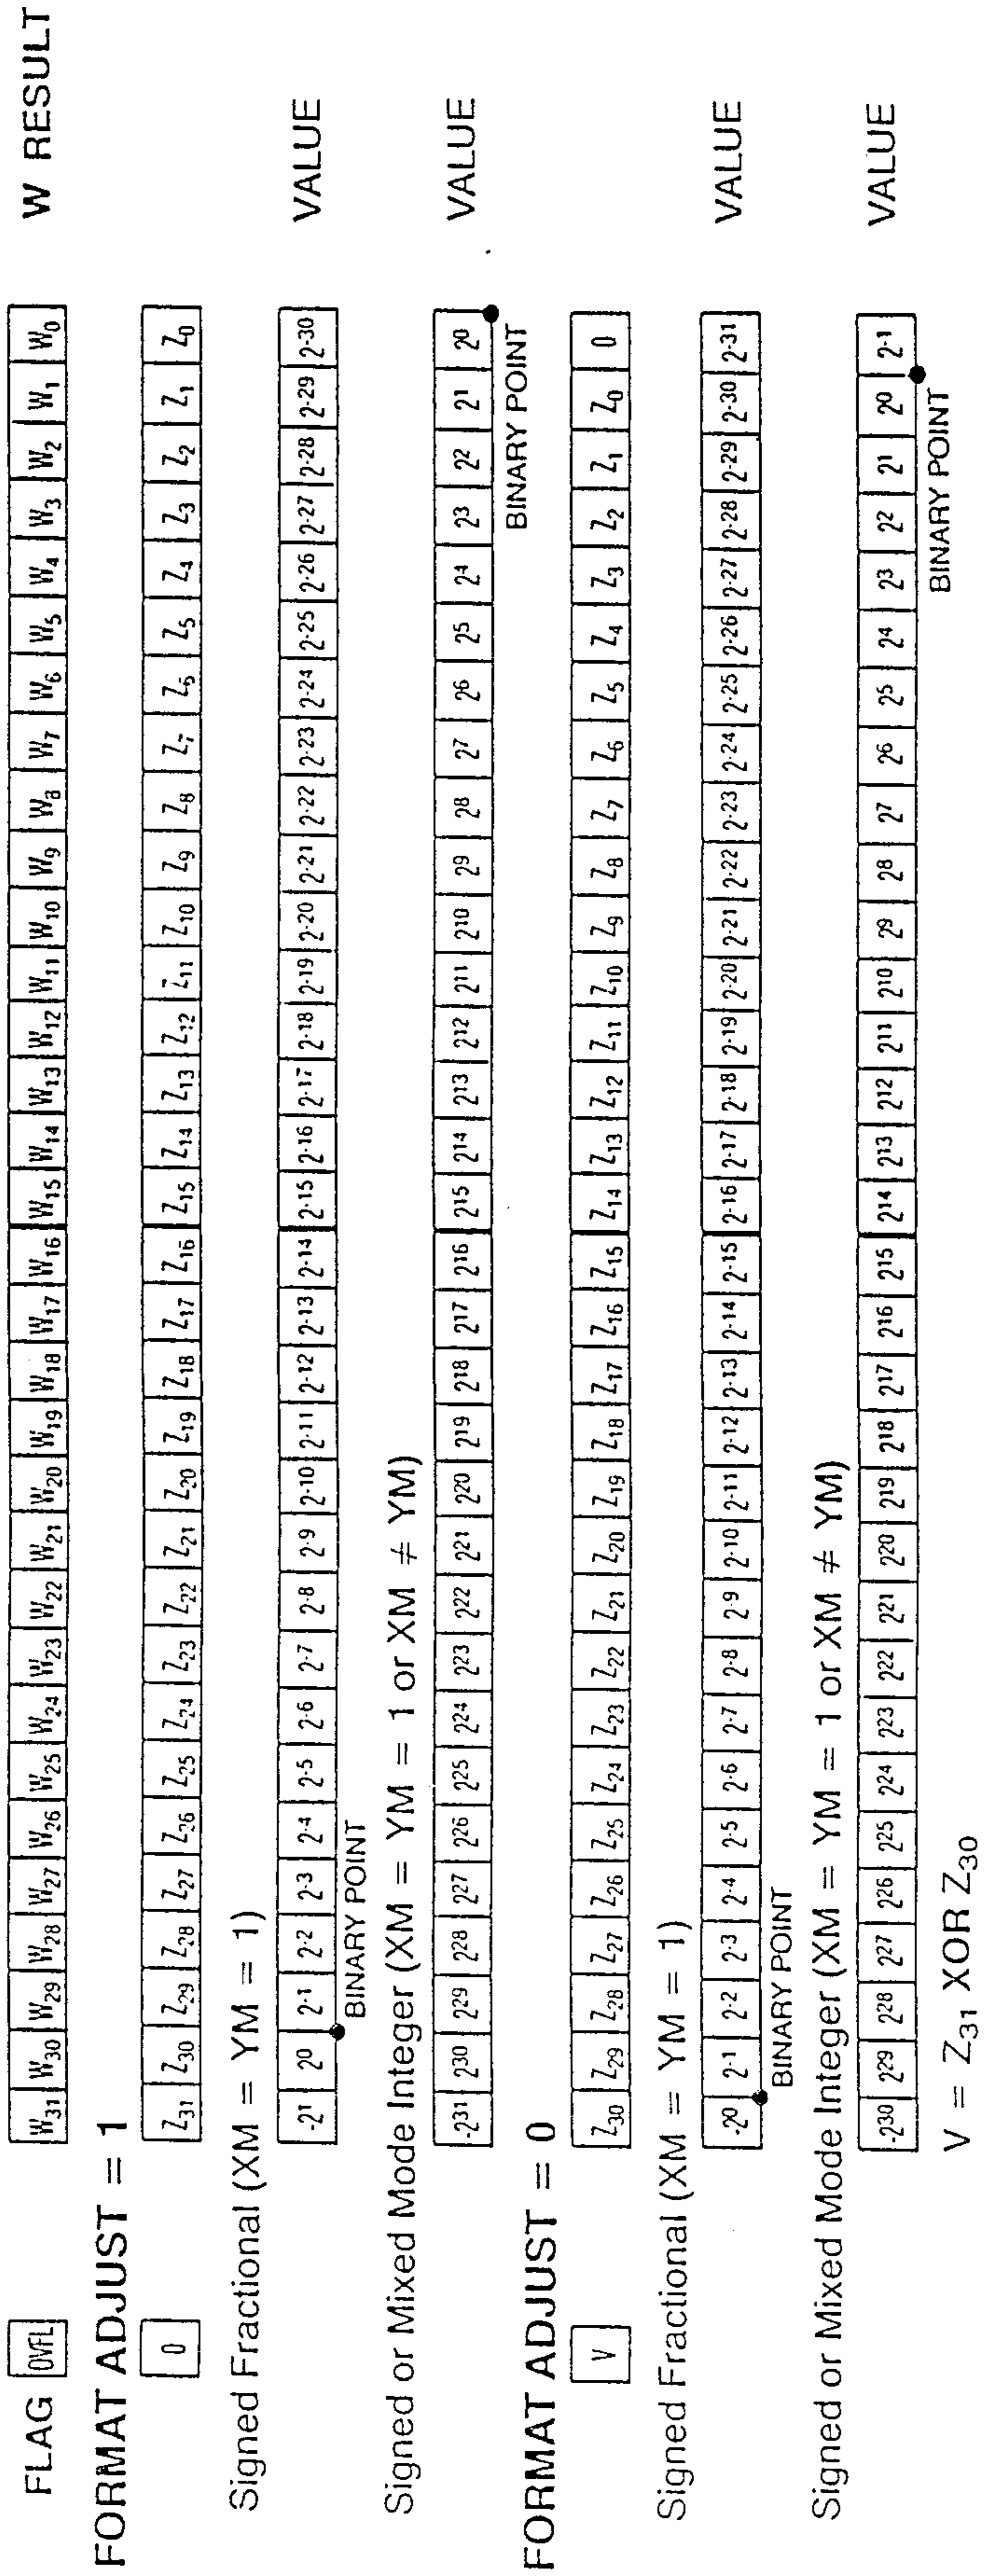 FLAG OVFL W31 W30 W29 W28 W27 W26 W25 W24 W23 W22 W21 W20 W19 W18 W17 W16 W15 W14 W13 W12 W11 W10 W9 W8 W7 W6 W5 W4 W3 W2 W1 W0 W RESULT
FORMAT ADJUST = 1
0 Z31 Z30 Z29 Z28 Z27 Z26 Z25 Z24 Z23 Z22 Z21 Z20 Z19 Z18 Z17 Z16 Z15 Z14 Z13 Z12 Z11 Z10 Z9 Z8 Z7 Z6 Z5 Z4 Z3 Z2 Z1 Z0
Signed Fractional (XM = YM = 1)
-21 20 2-1 2-2 2-3 2-4 2-5 2-6 2-7 2-8 2-9 2-10 2-11 2-12 2-13 2-14 2-15 2-16 2-17 2-18 2-19 2-20 2-21 2-22 2-23 2-24 2-25 2-26 2-27 2-28 2-29 2-30 VALUE
BINARY POINT
Signed or Mixed Mode Integer (XM = YM = 1 or XM ≠ YM)
-231 230 229 228 227 226 225 224 223 222 221 220 219 218 217 216 215 214 213 212 211 210 29 28 27 26 25 24 23 22 21 20 VALUE
BINARY POINT
FORMAT ADJUST = 0
V Z30 Z29 Z28 Z27 Z26 Z25 Z24 Z23 Z22 Z21 Z20 Z19 Z18 Z17 Z16 Z15 Z14 Z13 Z12 Z11 Z10 Z9 Z8 Z7 Z6 Z5 Z4 Z3 Z2 Z1 Z0 0
Signed Fractional (XM = YM = 1)
-20 2-1 2-2 2-3 2-4 2-5 2-6 2-7 2-8 2-9 2-10 2-11 2-12 2-13 2-14 2-15 2-16 2-17 2-18 2-19 2-20 2-21 2-22 2-23 2-24 2-25 2-26 2-27 2-28 2-29 2-30 2-31 VALUE
BINARY POINT
Signed or Mixed Mode Integer (XM = YM = 1 or XM ≠ YM)
-230 229 228 227 226 225 224 223 222 221 220 219 218 217 216 215 214 213 212 211 210 29 28 27 26 25 24 23 22 21 20 2-1 VALUE
BINARY POINT
V = Z31 XOR Z30